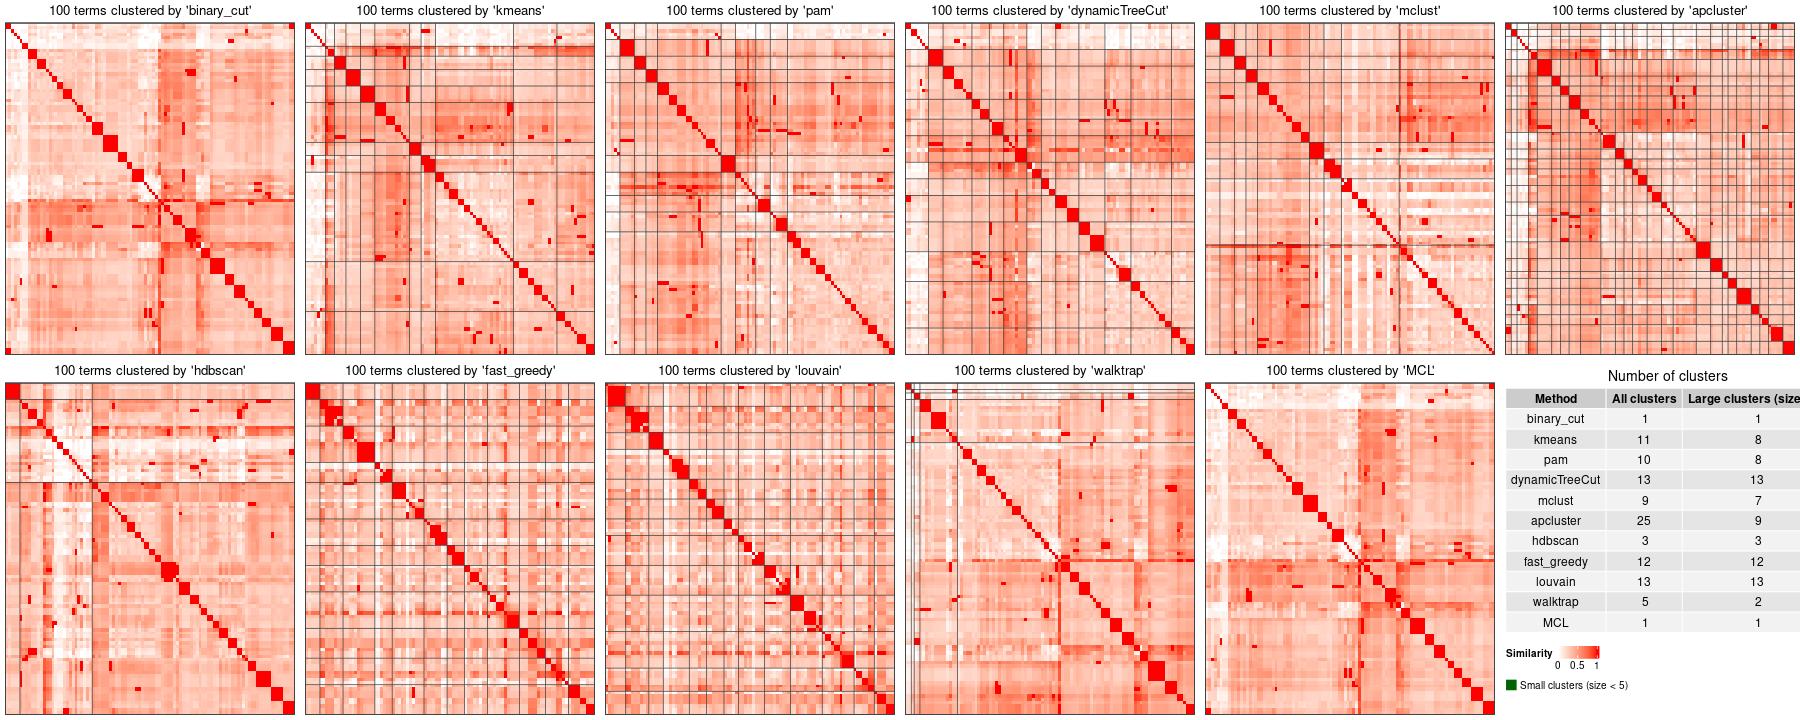 100 terms clustered by 'binary_cut'
100 terms clustered by 'kmeans'
100 terms clustered by 'pam'
100 terms clustered by 'dynamicTreeCut'
100 terms clustered by 'mclust'
100 terms clustered by 'apcluster'
100 terms clustered by 'hdbscan'
100 terms clustered by 'fast_greedy'
100 terms clustered by 'louvain'
100 terms clustered by 'walktrap'
100 terms clustered by 'MCL'
Number of clusters
Method All clusters Large clusters (size
binary_cut 1 1
kmeans 11 8
pam 10 8
dynamicTreeCut 13 13
mclust 9 7
apcluster 25 9
hdbscan 3 3
fast_greedy 12 12
louvain 13 13
walktrap 5 2
MCL 1 1
Similarity
0 0.5 1
Small clusters (size < 5)